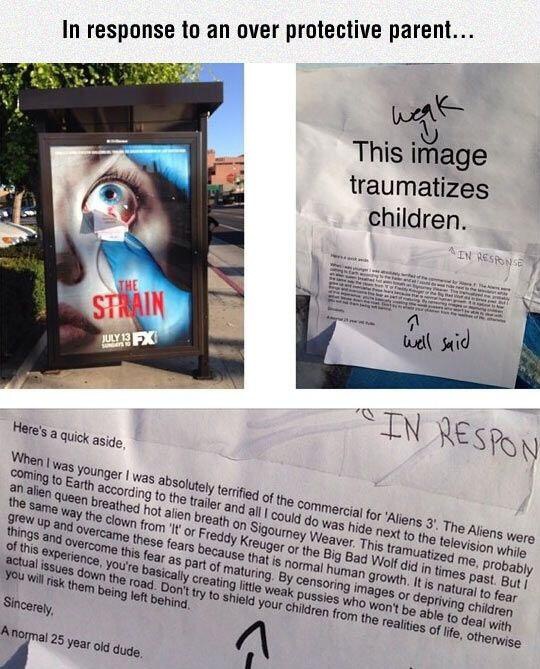 In response to an over protective parent...
THE
STRAIN
JULY 13 FX
SUNDAYS 10
weak
This image
traumatizes
children.
IN RESPONSE
well said
IN RESPON
Here's a quick aside,
When I was younger I was absolutely terrified of the commercial for 'Aliens 3'. The Aliens were
coming to Earth according to the trailer and all I could do was hide next to the television while
an alien queen breathed hot alien breath on Sigourney Weaver. This tramuatized me, probably
the same way the clown from 'It' or Freddy Kreuger or the Big Bad Wolf did in times past. But I
grew up and overcame these fears because that is normal human growth. It is natural to fear
things and overcome this fear as part of maturing. By censoring images or depriving children
of this experience, you're basically creating little weak pussies who won't be able to deal with
actual issues down the road. Don't try to shield your children from the realities of life, otherwise
you will risk them being left behind.
Sincerely,
A normal 25 year old dude.